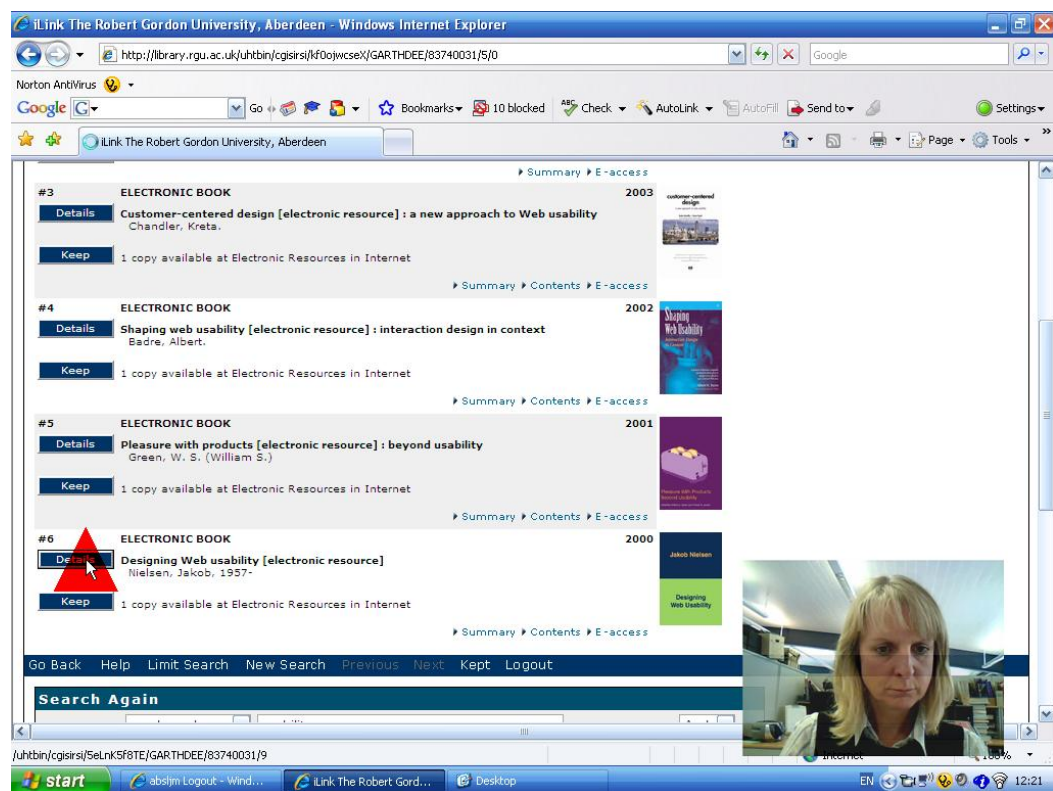 iLink The Robert Gordon University, Aberdeen - Windows Internet Explorer
http://library.rgu.ac.uk/uhtbin/cgisirsi/kf0ojwcseX/GARTHDEE/83740031/5/0
Google
Norton AntiVirus
Google G Go Bookmarks 10 blocked Check AutoLink AutoFill Send to Settings
iLink The Robert Gordon University, Aberdeen Page Tools
Summary E-access
#3 ELECTRONIC BOOK 2003
Details Customer-centered design [electronic resource] : a new approach to Web usability
Chandler, Kreta.
Keep 1 copy available at Electronic Resources in Internet
customer-centered
design
Summary Contents E-access
#4 ELECTRONIC BOOK 2002
Details Shaping web usability [electronic resource] : interaction design in context
Badre, Albert.
Keep 1 copy available at Electronic Resources in Internet
Shaping
Web Usability
Summary Contents E-access
#5 ELECTRONIC BOOK 2001
Details Pleasure with products [electronic resource] : beyond usability
Green, W. S. (William S.)
Keep 1 copy available at Electronic Resources in Internet
Pleasure With Products
Beyond Usability
Summary Contents E-access
#6 ELECTRONIC BOOK 2000
Details Designing Web usability [electronic resource]
Nielsen, Jakob, 1957-
Keep 1 copy available at Electronic Resources in Internet
Jakob Nielsen
Designing
Web Usability
Summary Contents E-access
Go Back Help Limit Search New Search Previous Next Kept Logout
Search Again
/uhtbin/cgisirsi/5eLnK5f8TE/GARTHDEE/83740031/9 Internet
start absljm Logout - Wind... iLink The Robert Gord... Desktop EN 12:21